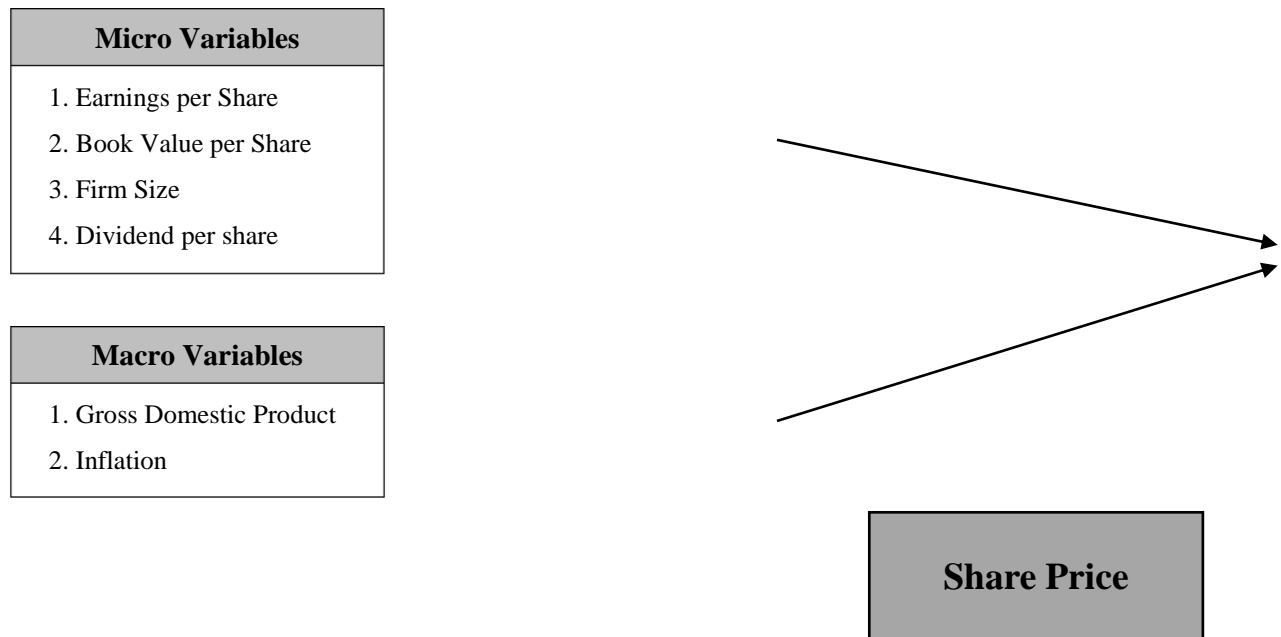 Micro Variables
1. Earnings per Share
2. Book Value per Share
3. Firm Size
4. Dividend per share
Macro Variables
1. Gross Domestic Product
2. Inflation
Share Price